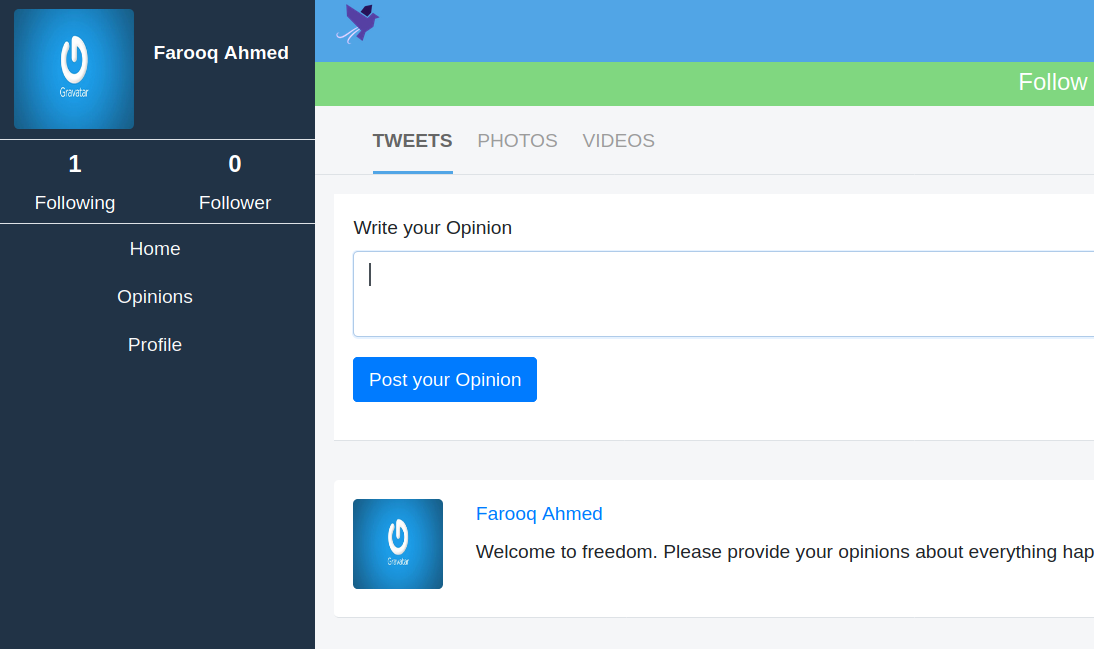 Gravatar
Farooq Ahmed
1
Following
0
Follower
Home
Opinions
Profile
Follow
TWEETS PHOTOS VIDEOS
Write your Opinion
Post your Opinion
Gravatar
Farooq Ahmed
Welcome to freedom. Please provide your opinions about everything hap